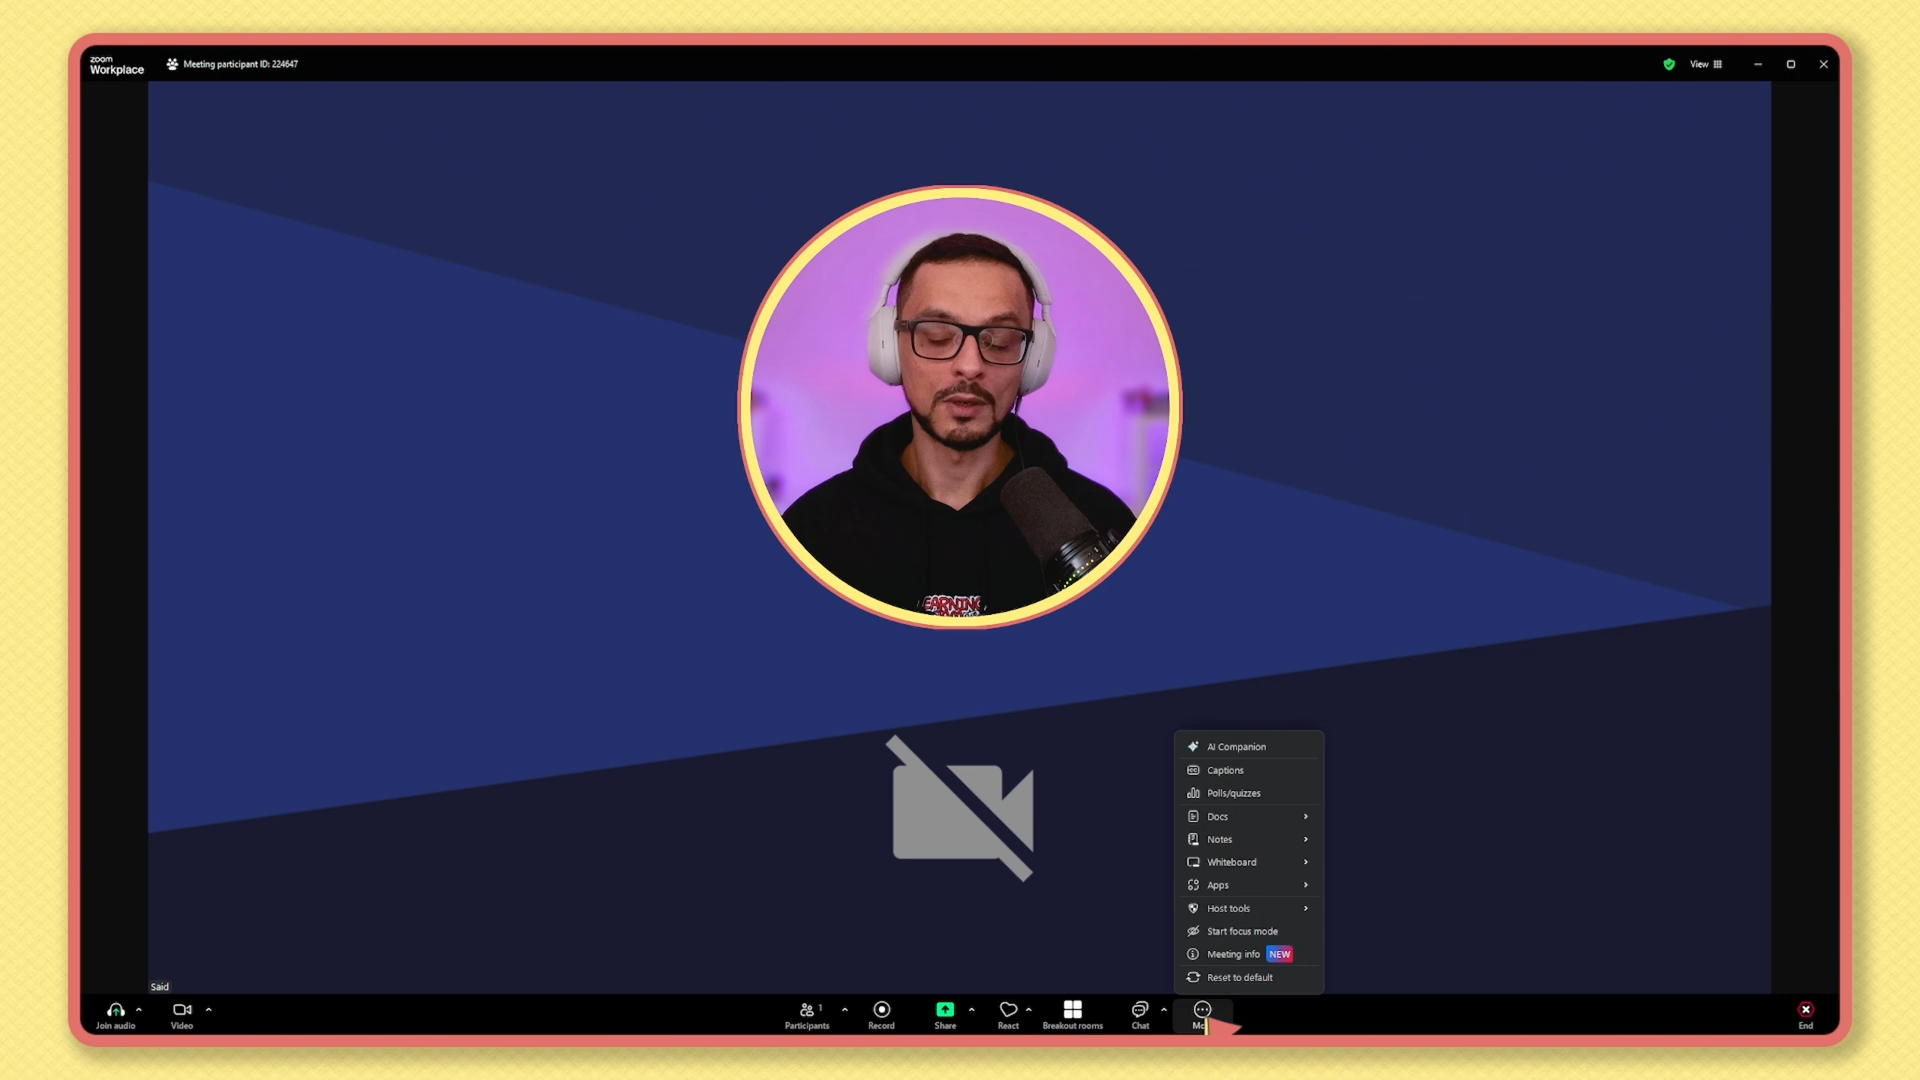 zoom
Workplace
Meeting participant ID: 224647
View
AI Companion
Captions
Polls/quizzes
Docs
Notes
Whiteboard
Apps
Host tools
Start focus mode
Meeting info NEW
Reset to default
Said
Join audio
Video
Participants
1
Record
Share
React
Breakout rooms
Chat
End